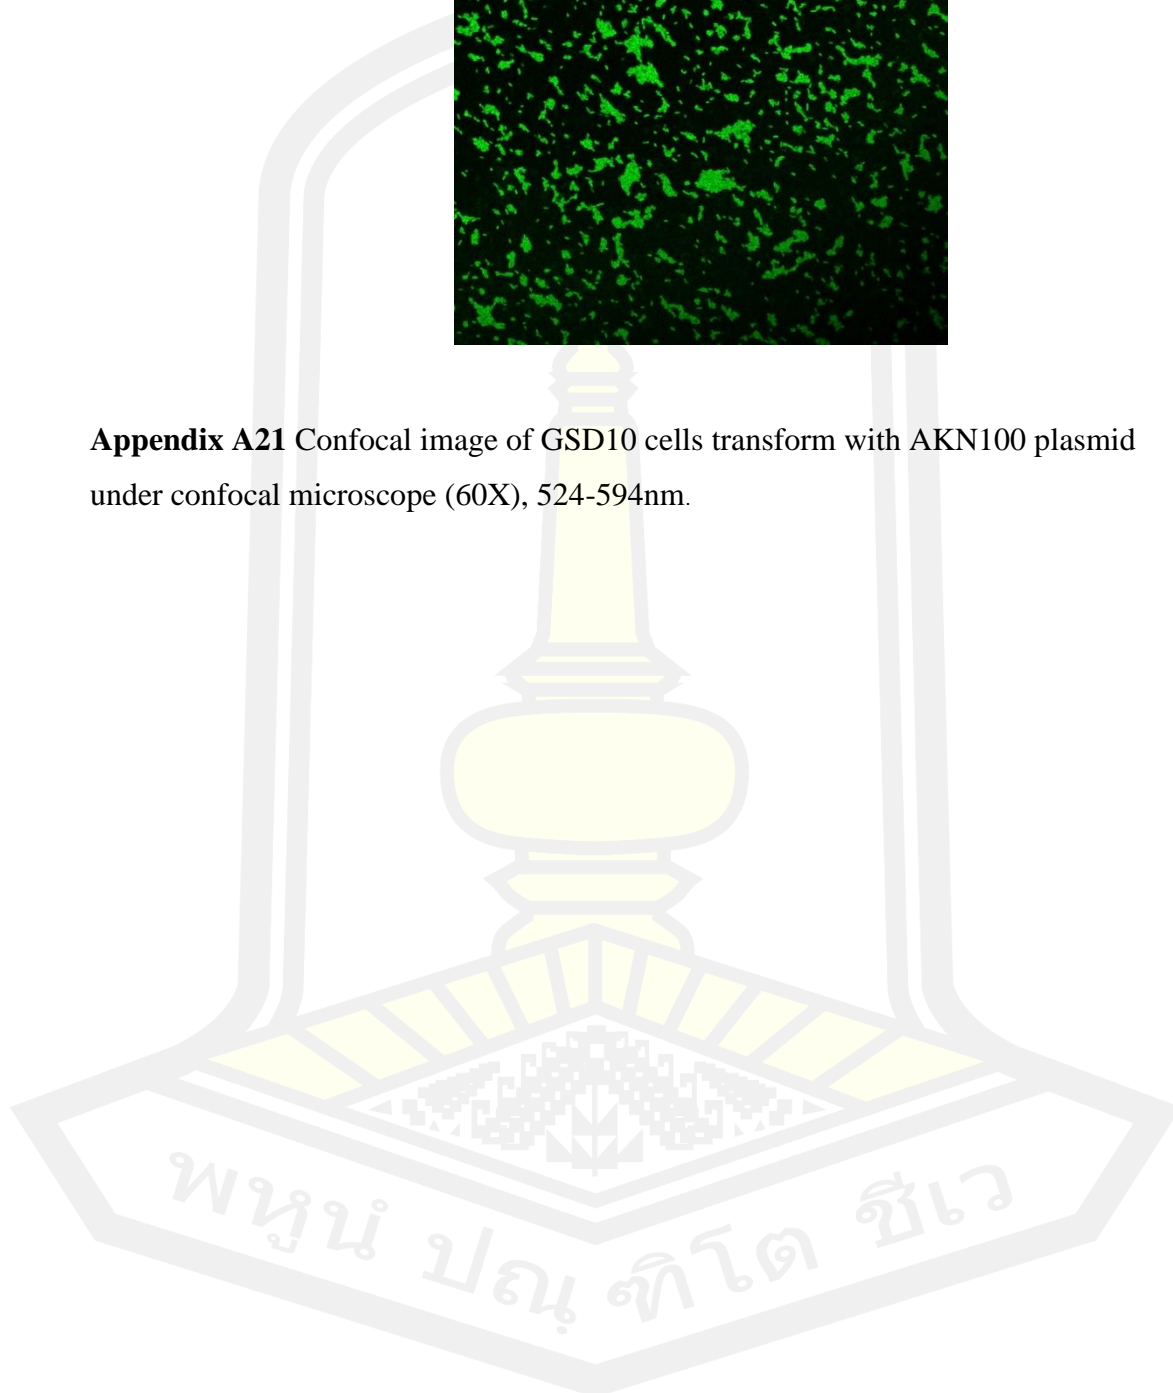 Appendix A21 Confocal image of GSD10 cells transform with AKN100 plasmid
under confocal microscope (60X), 524-594nm.
พหูนํ ปณฺฑิโต ชีเว